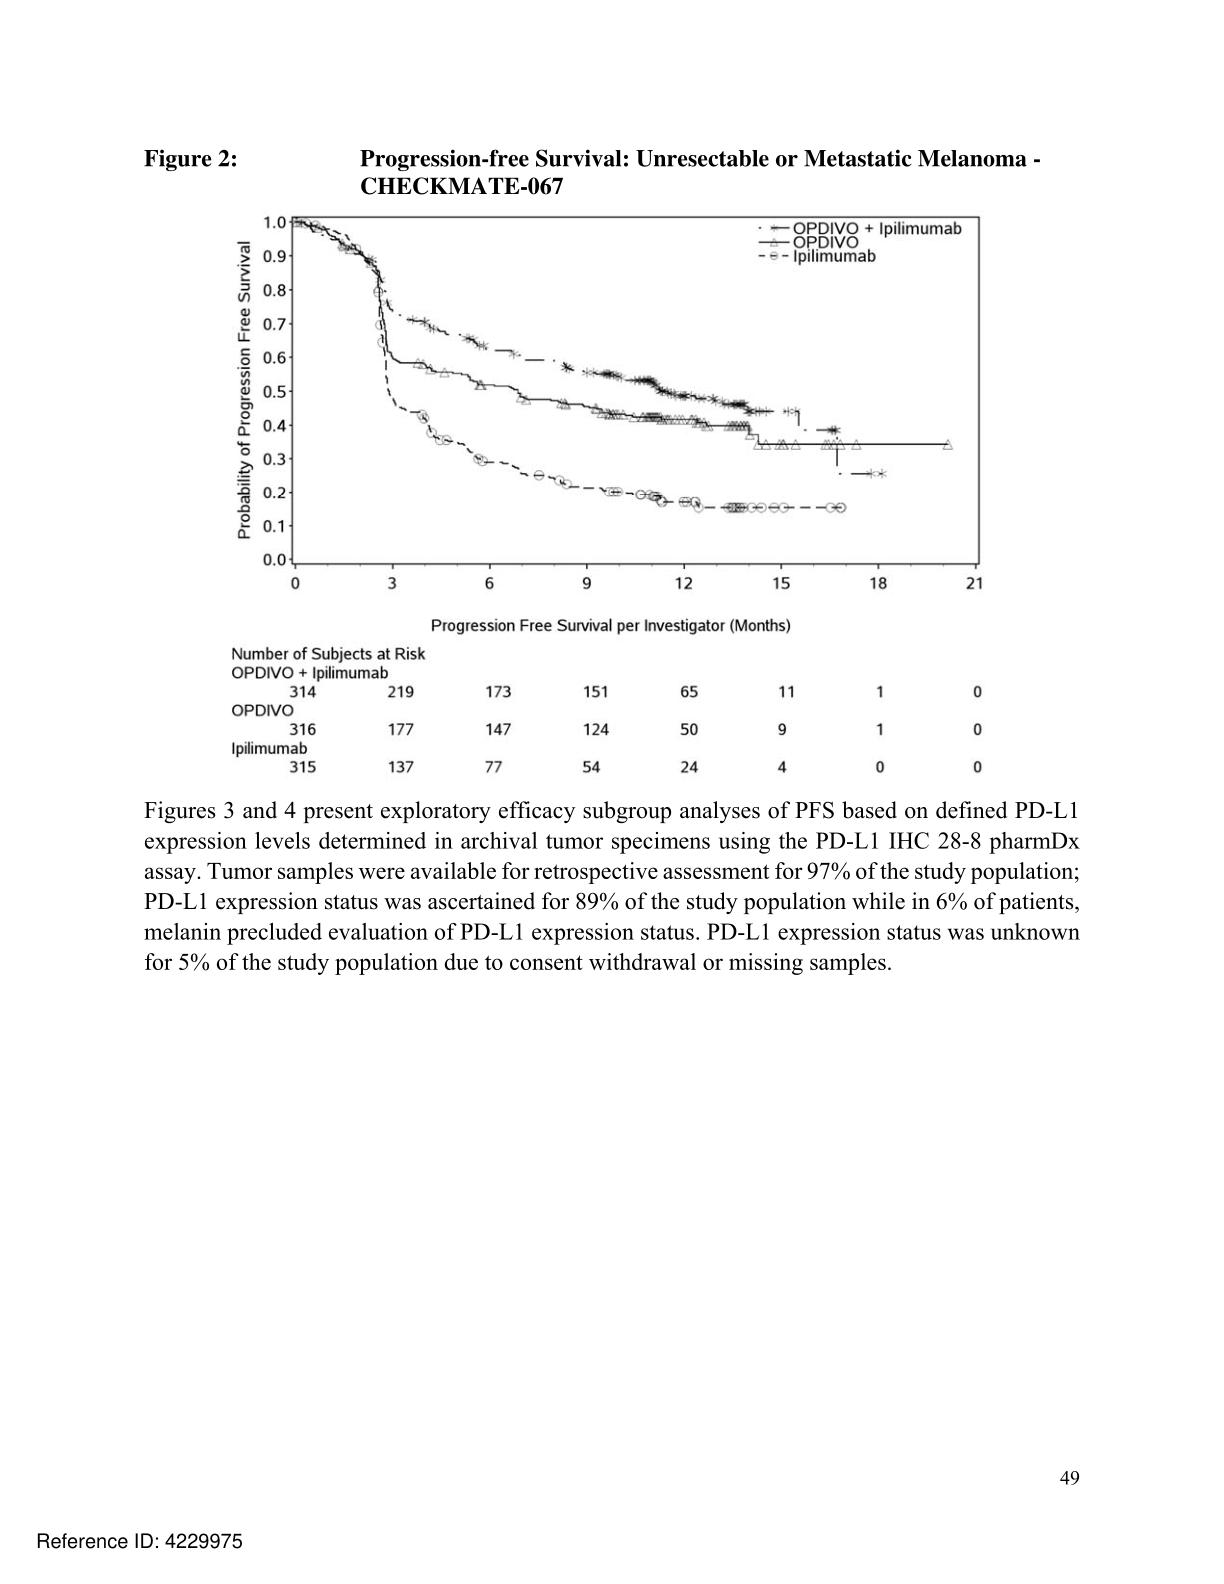 Figure 2: Progression-free Survival: Unresectable or Metastatic Melanoma -
CHECKMATE-067
OPDIVO + Ipilimumab
OPDIVO
Ipilimumab
Probability of Progression Free Survival
1.0
0.9
0.8
0.7
0.6
0.5
0.4
0.3
0.2
0.1
0.0
0 3 6 9 12 15 18 21
Progression Free Survival per Investigator (Months)
Number of Subjects at Risk
OPDIVO + Ipilimumab
314 219 173 151 65 11 1 0
OPDIVO
316 177 147 124 50 9 1 0
Ipilimumab
315 137 77 54 24 4 0 0
Figures 3 and 4 present exploratory efficacy subgroup analyses of PFS based on defined PD-L1
expression levels determined in archival tumor specimens using the PD-L1 IHC 28-8 pharmDx
assay. Tumor samples were available for retrospective assessment for 97% of the study population;
PD-L1 expression status was ascertained for 89% of the study population while in 6% of patients,
melanin precluded evaluation of PD-L1 expression status. PD-L1 expression status was unknown
for 5% of the study population due to consent withdrawal or missing samples.
49
Reference ID: 4229975